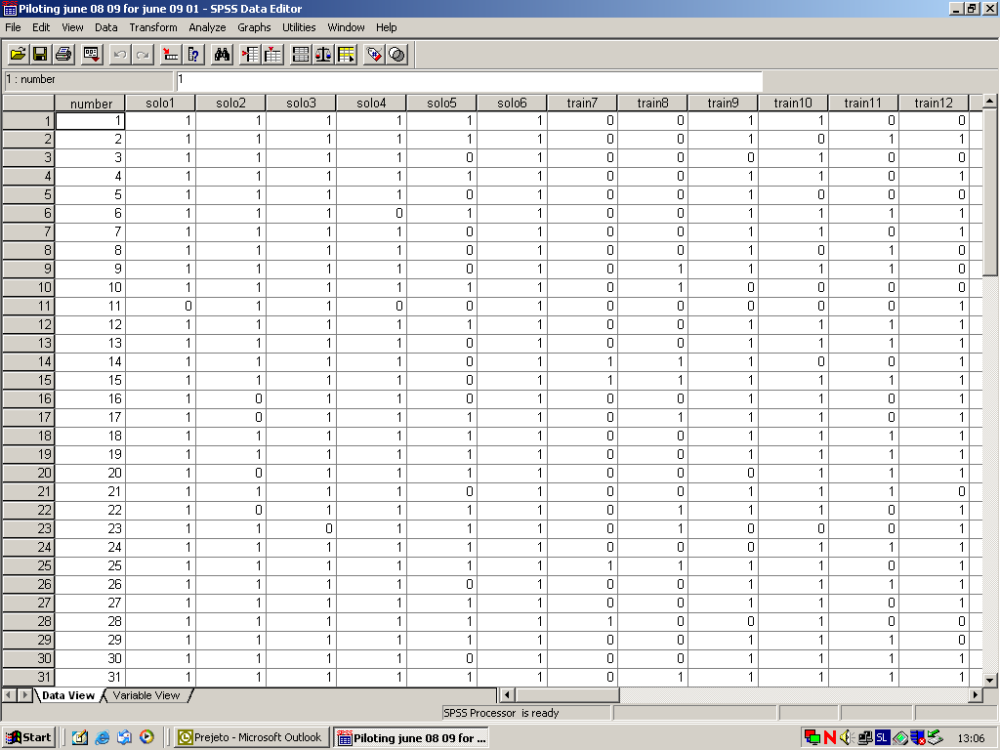 Piloting june 08 09 for june 09 01 - SPSS Data Editor
File Edit View Data Transform Analyze Graphs Utilities Window Help
1 : number 1
number solo1 solo2 solo3 solo4 solo5 solo6 train7 train8 train9 train10 train11 train12
1 1 1 1 1 1 1 1 0 0 1 1 0 0
2 2 1 1 1 1 1 1 0 0 1 0 1 1
3 3 1 1 1 1 0 1 0 0 0 1 0 0
4 4 1 1 1 1 1 1 0 0 1 1 0 1
5 5 1 1 1 1 0 1 0 0 1 0 0 0
6 6 1 1 1 0 1 1 0 0 1 1 1 1
7 7 1 1 1 1 0 1 0 0 1 1 0 1
8 8 1 1 1 1 0 1 0 0 1 0 1 0
9 9 1 1 1 1 0 1 0 1 1 1 1 0
10 10 1 1 1 1 1 1 0 1 0 0 0 0
11 11 0 1 1 0 0 1 0 0 0 0 0 1
12 12 1 1 1 1 1 1 0 0 1 1 1 1
13 13 1 1 1 1 0 1 0 0 1 1 1 1
14 14 1 1 1 1 0 1 1 1 1 0 0 1
15 15 1 1 1 1 0 1 1 1 1 1 1 1
16 16 1 0 1 1 0 1 0 0 1 1 0 1
17 17 1 0 1 1 1 1 0 1 1 1 0 1
18 18 1 1 1 1 1 1 0 0 1 1 1 1
19 19 1 1 1 1 1 1 0 0 1 1 1 1
20 20 1 0 1 1 1 1 0 0 0 1 1 1
21 21 1 1 1 1 0 1 0 0 1 1 1 0
22 22 1 0 1 1 1 1 0 1 1 1 0 1
23 23 1 1 0 1 1 1 0 1 0 0 0 1
24 24 1 1 1 1 1 1 0 0 0 1 1 1
25 25 1 1 1 1 1 1 1 1 1 1 0 1
26 26 1 1 1 1 0 1 0 0 1 1 1 1
27 27 1 1 1 1 1 1 0 0 1 1 0 1
28 28 1 1 1 1 1 1 1 0 0 1 0 0
29 29 1 1 1 1 1 1 0 0 1 1 1 0
30 30 1 1 1 1 0 1 0 0 1 1 1 1
31 31 1 1 1 1 1 1 0 1 1 1 1 1
Data View Variable View
SPSS Processor is ready
Start Prejeto - Microsoft Outlook Piloting june 08 09 for ... N SL 13:06